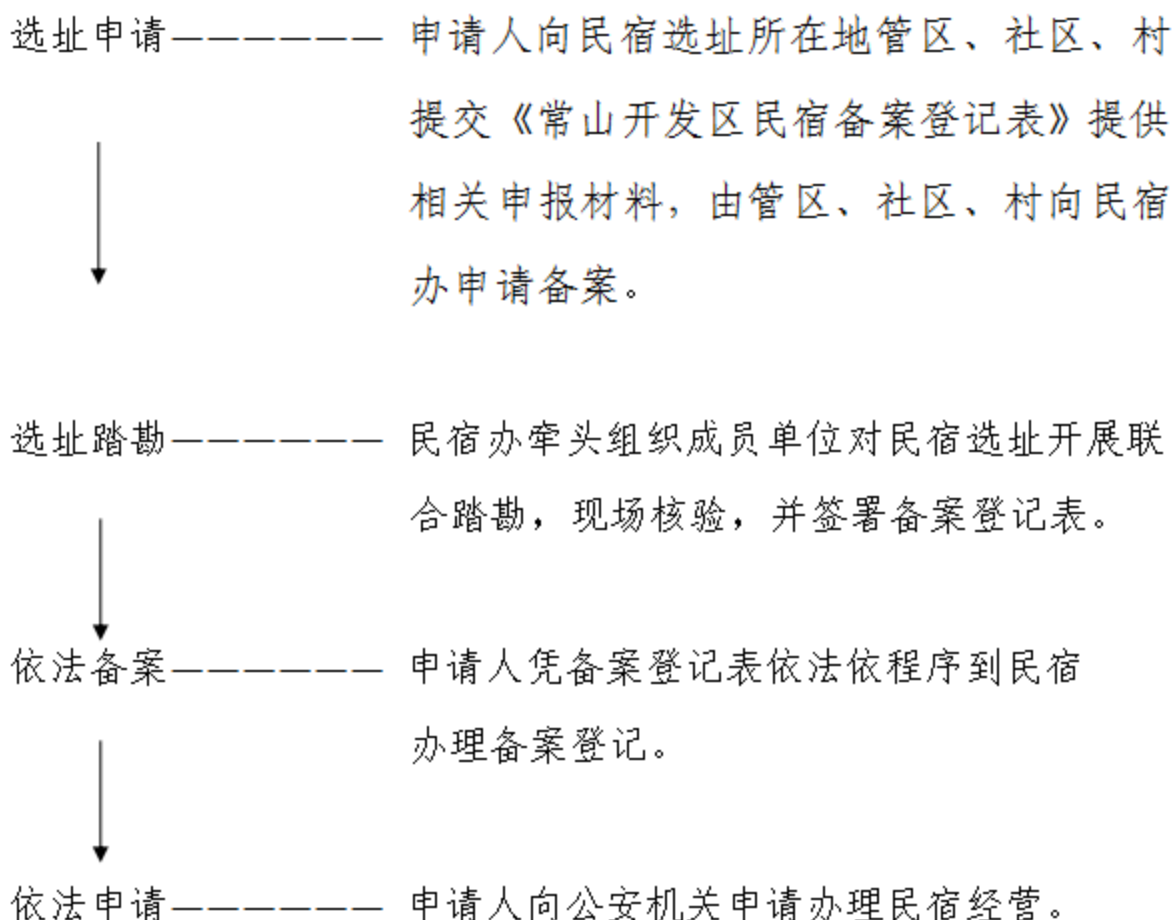 选址申请—————— 申请人向民宿选址所在地管区、社区、村
提交《常山开发区民宿备案登记表》提供
相关申报材料，由管区、社区、村向民宿
办申请备案。
选址踏勘—————— 民宿办牵头组织成员单位对民宿选址开展联
合踏勘，现场核验，并签署备案登记表。
依法备案—————— 申请人凭备案登记表依法依程序到民宿
办理备案登记。
依法申请—————— 申请人向公安机关申请办理民宿经营。